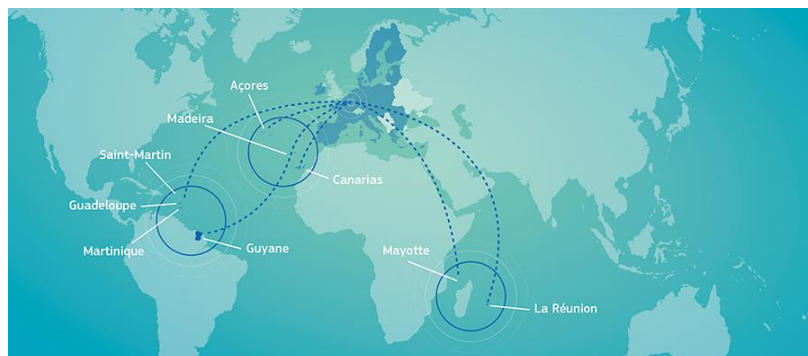 Açores
Madeira
Saint-Martin
Canarias
Guadeloupe
Martinique
Guyane
Mayotte
La Réunion